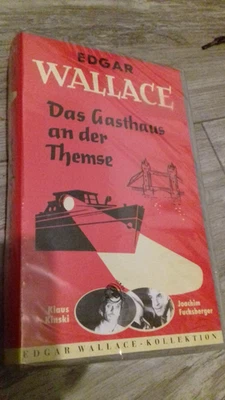 EDGAR
WALLACE
Das Gasthaus
an der
Themse
Klaus
Kinski
Joachim
Fuchsberger
EDGAR WALLACE-KOLLEKTION